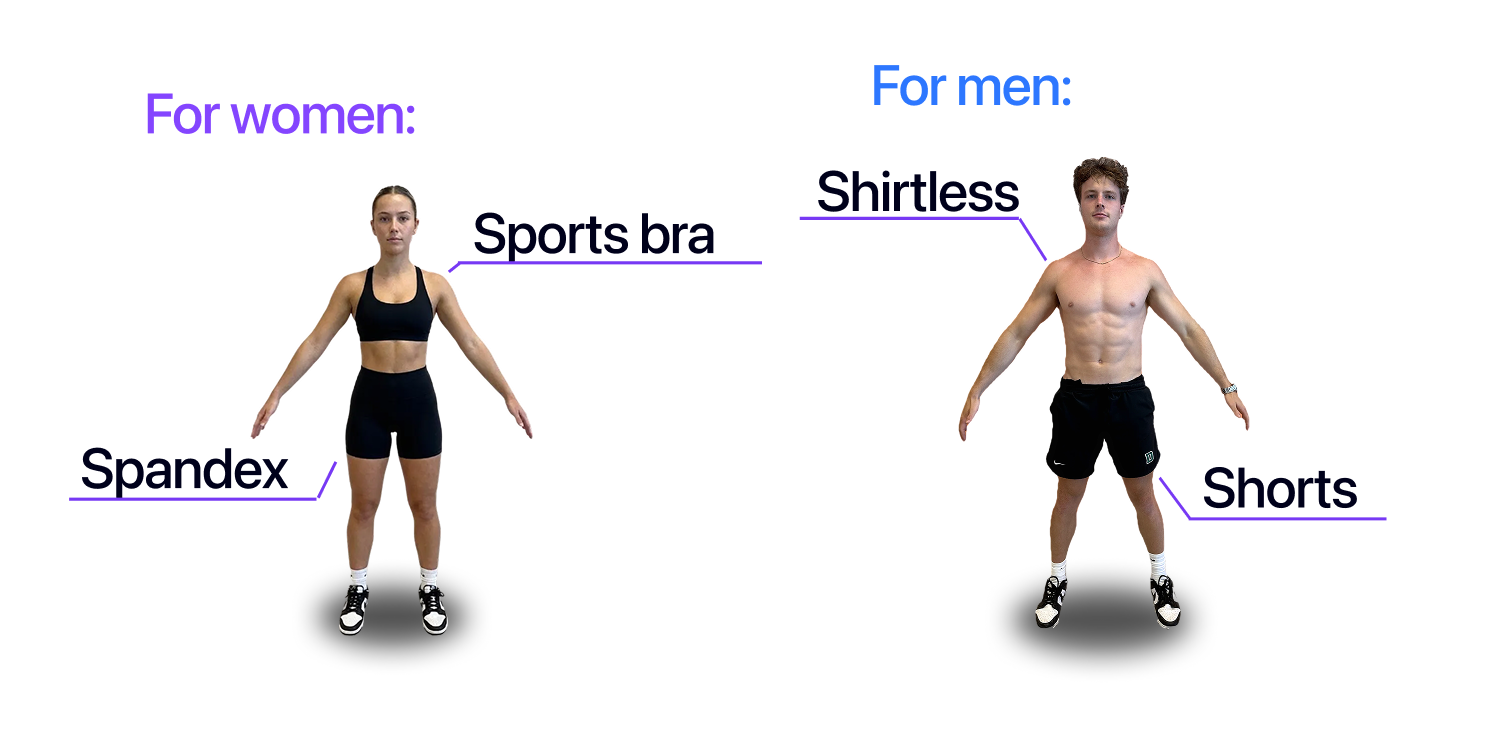 For women:
Sports bra
Spandex
For men:
Shirtless
Shorts